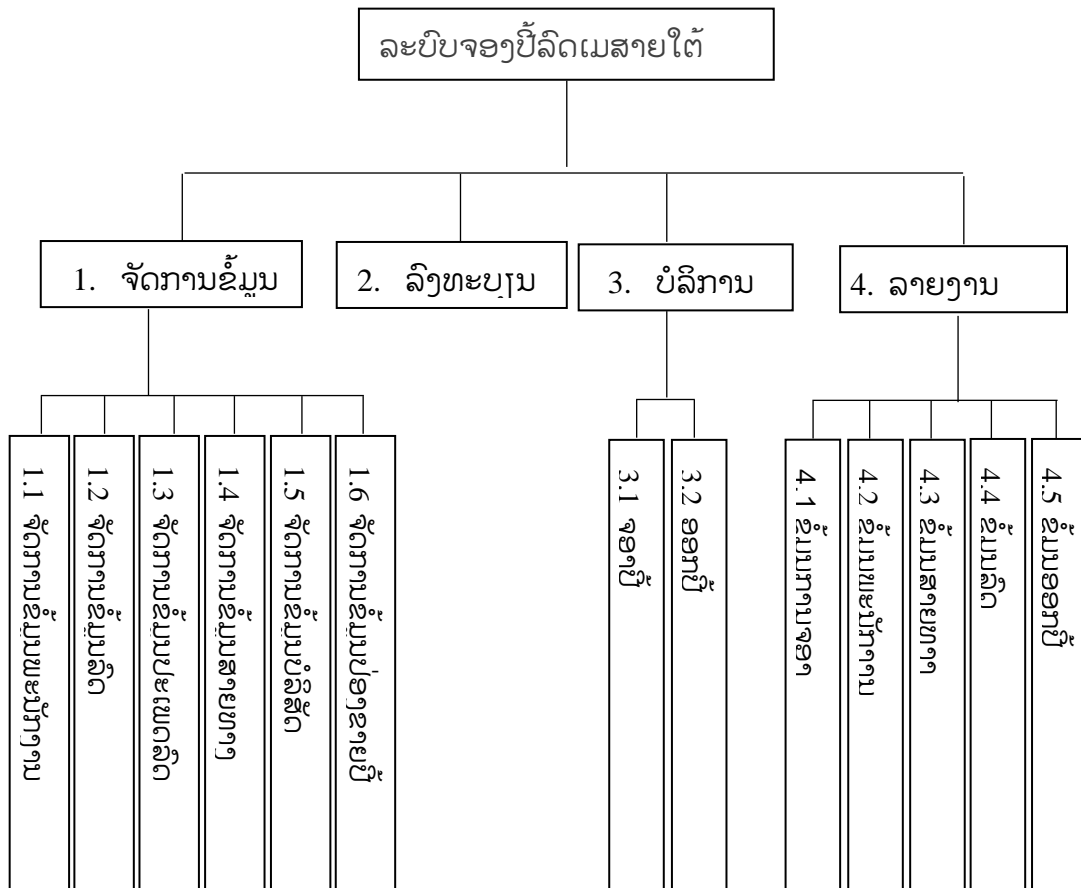 ລະບົບຈອງປີ້ລົດເມສາຍໃຕ້
1. ຈັດການຂໍ້ມູນ
2. ລົງທະບຽນ
3. ບໍລິການ
4. ລາຍງານ
1.1 ຈັດການຂໍ້ມູນພະນັກງານ
1.2 ຈັດການຂໍ້ມູນລົດ
1.3 ຈັດການຂໍ້ມູນປະເພດລົດ
1.4 ຈັດການຂໍ້ມູນສາຍທາງ
1.5 ຈັດການຂໍ້ມູນບໍລິສັດ
1.6 ຈັດການຂໍ້ມູນປ່ອງຂາຍປີ້
3.1 ຈອງປີ້
3.2 ອອກປີ້
4.1 ຂໍ້ມູນການຈອງ
4.2 ຂໍ້ມູນພະນັກງານ
4.3 ຂໍ້ມູນສາຍທາງ
4.4 ຂໍ້ມູນລົດ
4.5 ຂໍ້ມູນອອກປີ້